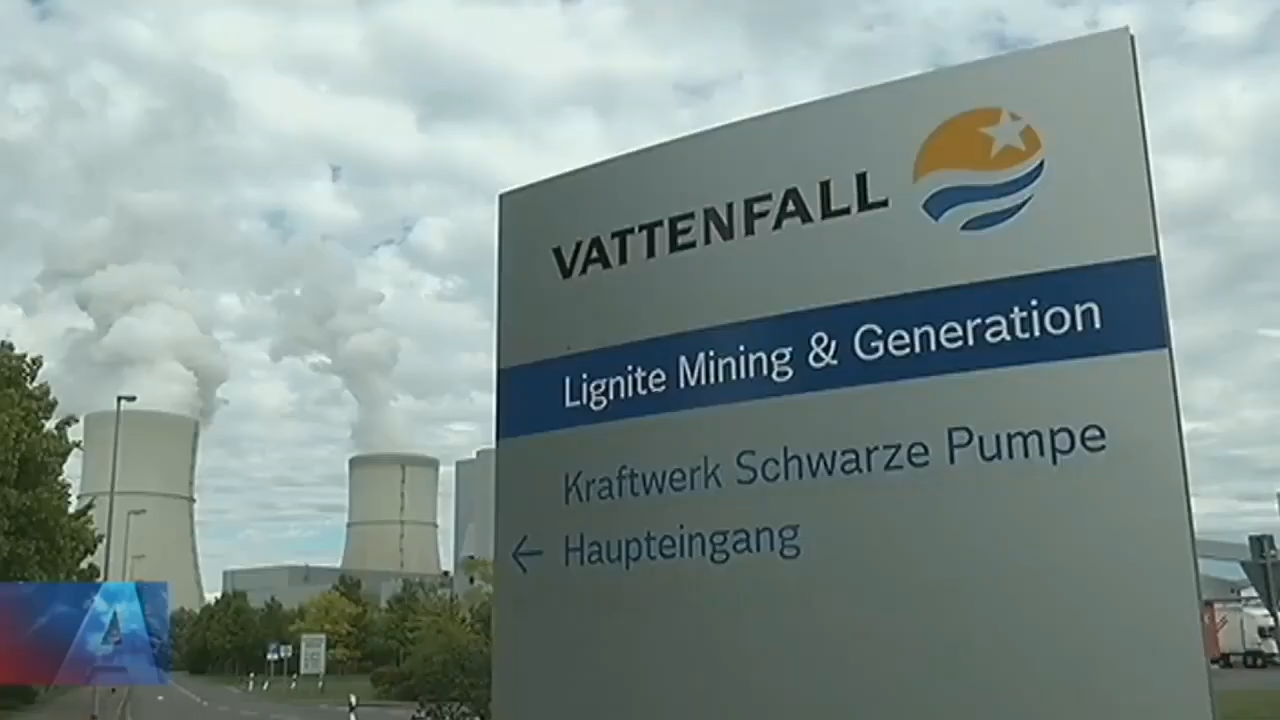 VATTENFALL
Lignite Mining & Generation
Kraftwerk Schwarze Pumpe
← Haupteingang
A